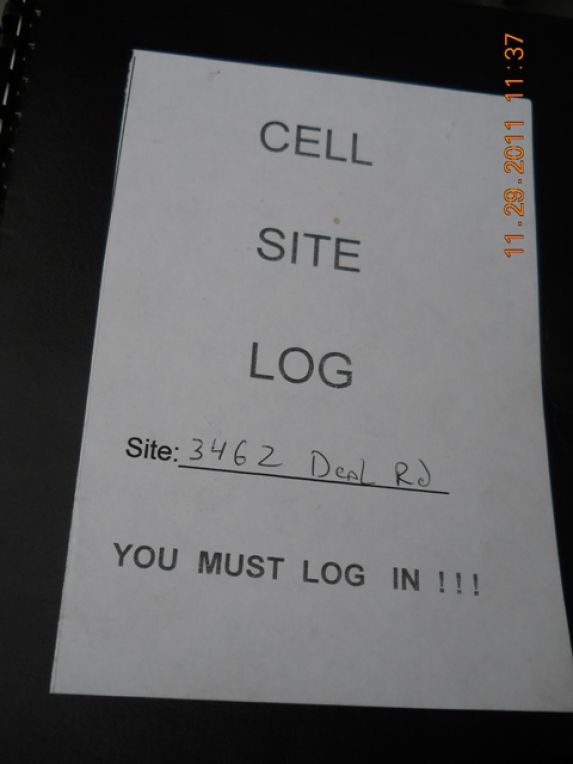 CELL
SITE
LOG
Site: 3462 Deal Rd
YOU MUST LOG IN !!!
11.29.2011 11:37